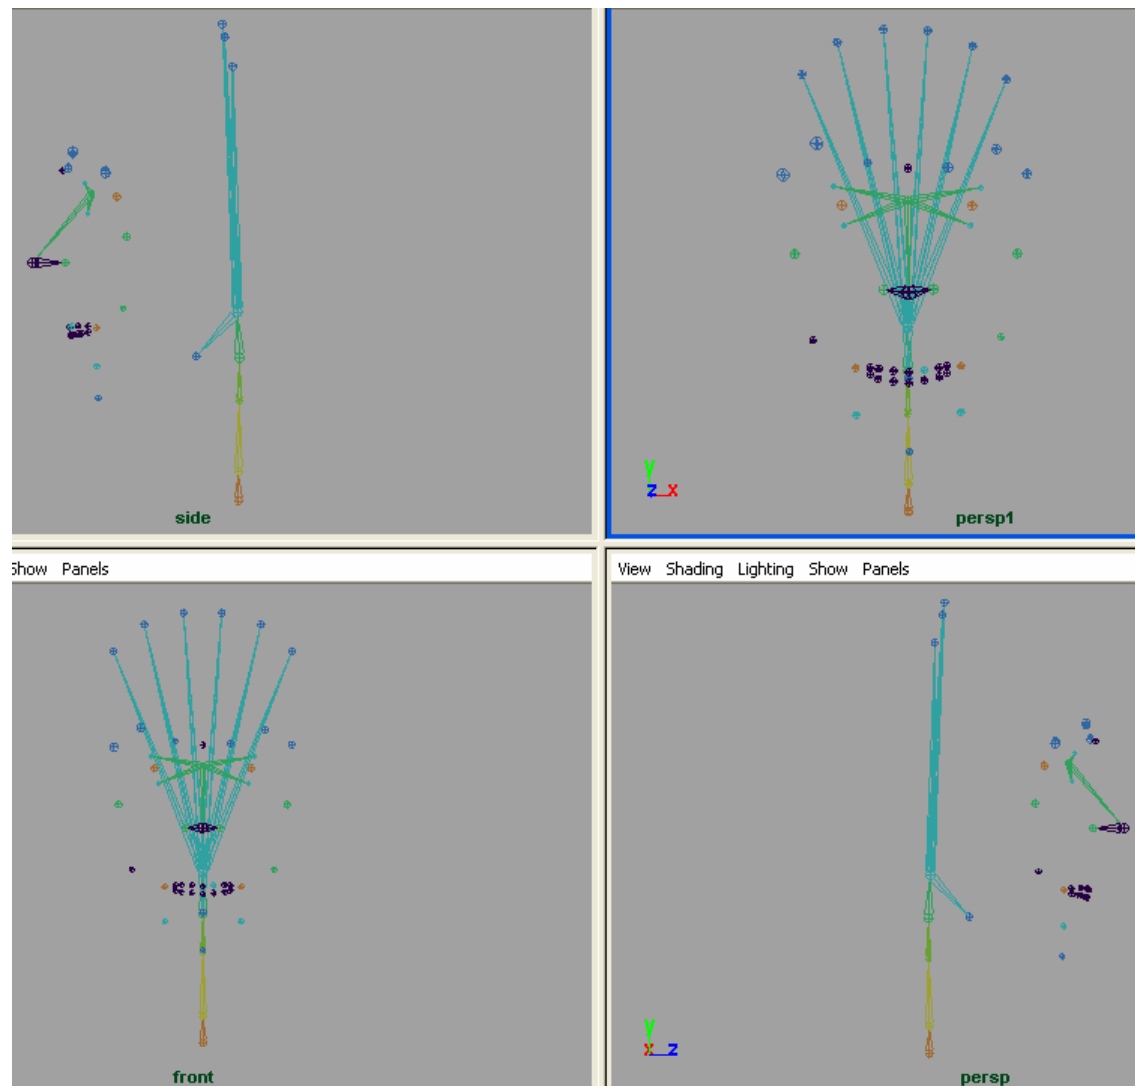 side
y
z x
persp1
Show Panels
View Shading Lighting Show Panels
front
y
x z
persp